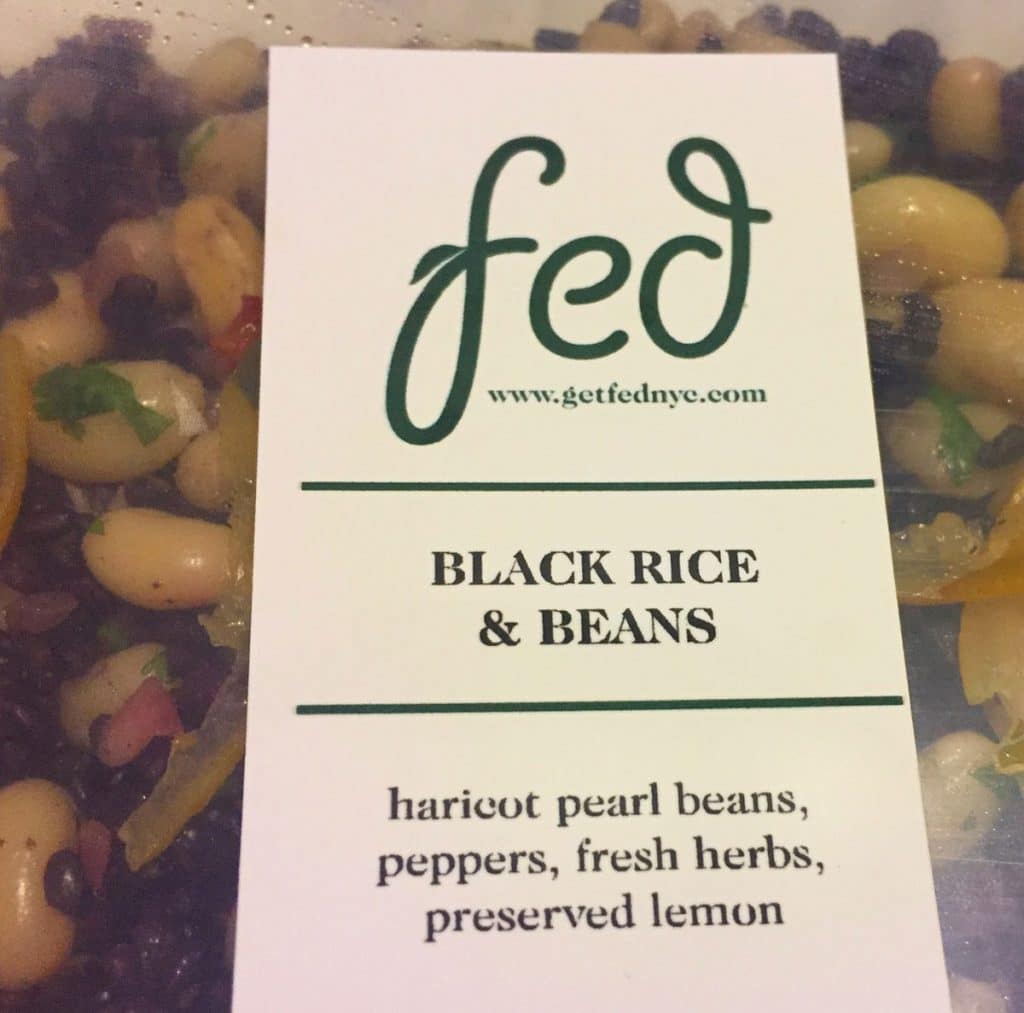 fed
www.getfednyc.com
BLACK RICE
& BEANS
haricot pearl beans,
peppers, fresh herbs,
preserved lemon